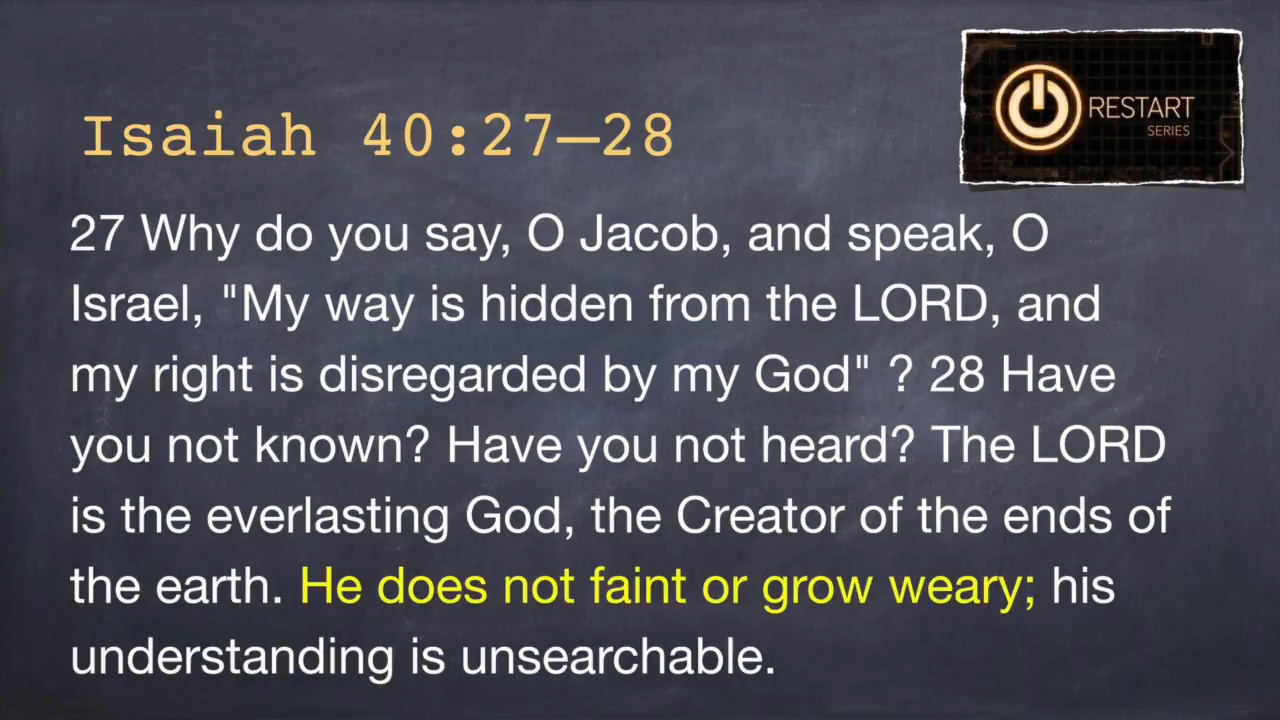 RESTART
SERIES
Isaiah 40:27–28
27 Why do you say, O Jacob, and speak, O
Israel, "My way is hidden from the LORD, and
my right is disregarded by my God" ? 28 Have
you not known? Have you not heard? The LORD
is the everlasting God, the Creator of the ends of
the earth. He does not faint or grow weary; his
understanding is unsearchable.